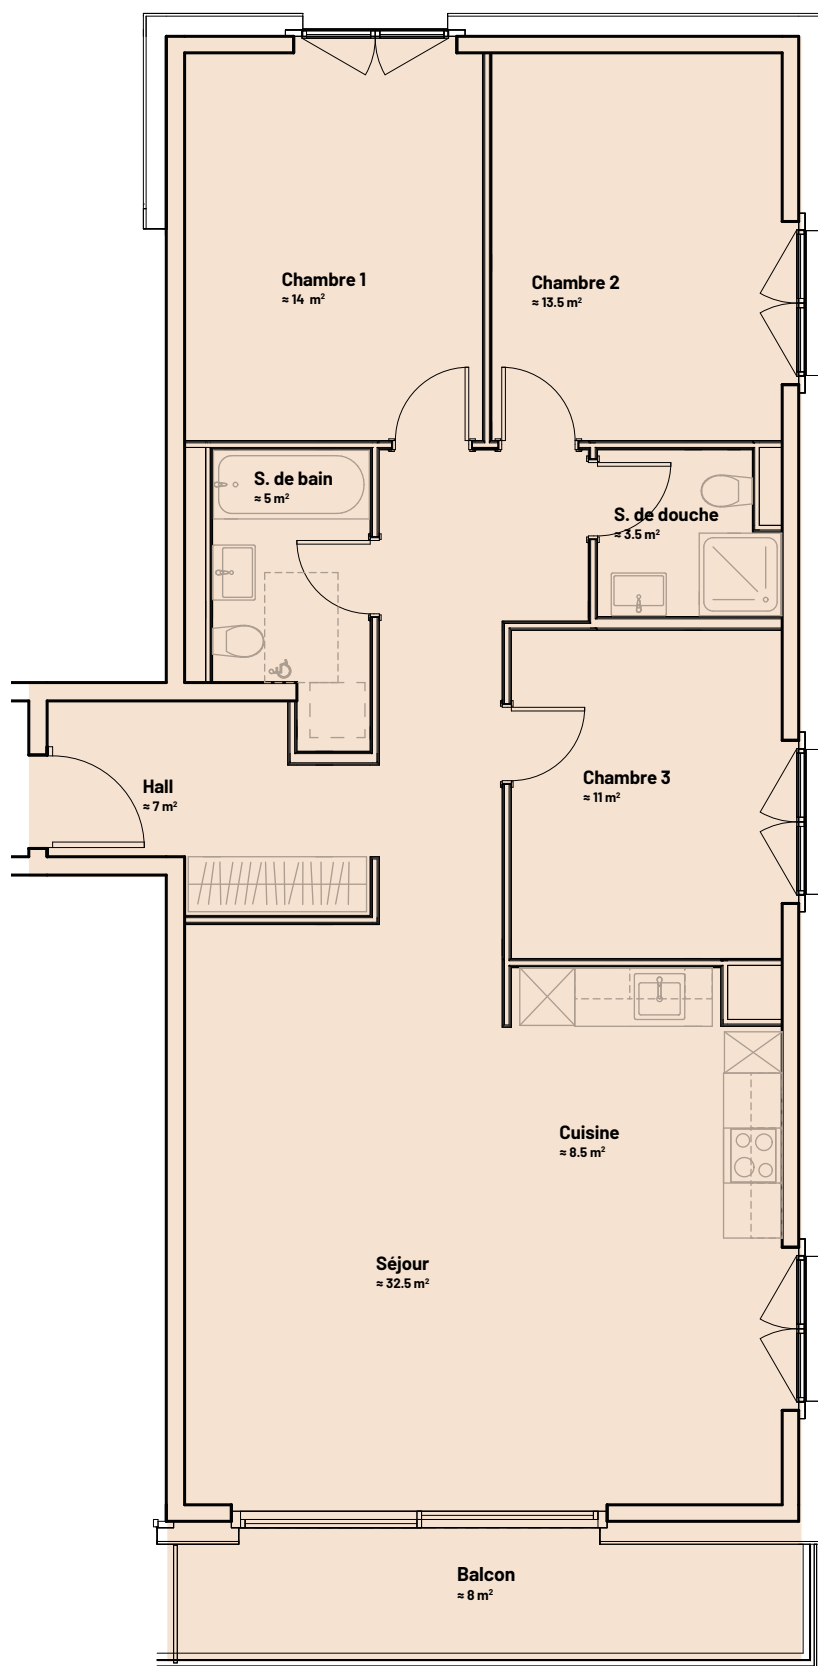 Chambre 1
≈ 14 m²
Chambre 2
≈ 13.5 m²
S. de bain
≈ 5 m²
S. de douche
≈ 3.5 m²
Hall
≈ 7 m²
Chambre 3
≈ 11 m²
Cuisine
≈ 8.5 m²
Séjour
≈ 32.5 m²
Balcon
≈ 8 m²